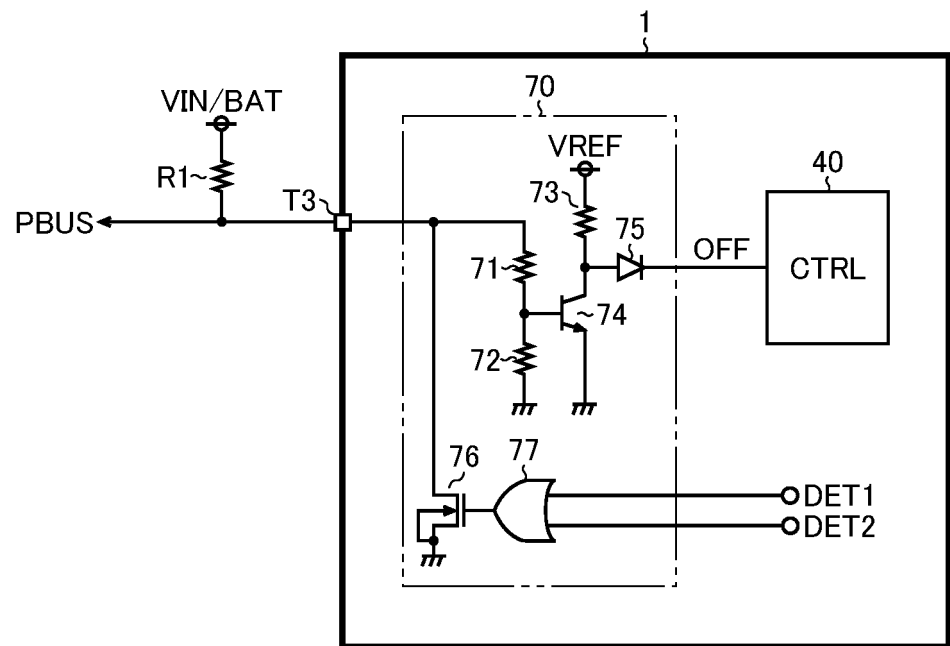 1
VIN/BAT
R1
PBUS
T3
70
VREF
73
75
OFF
40
CTRL
71
74
72
76
77
DET1
DET2